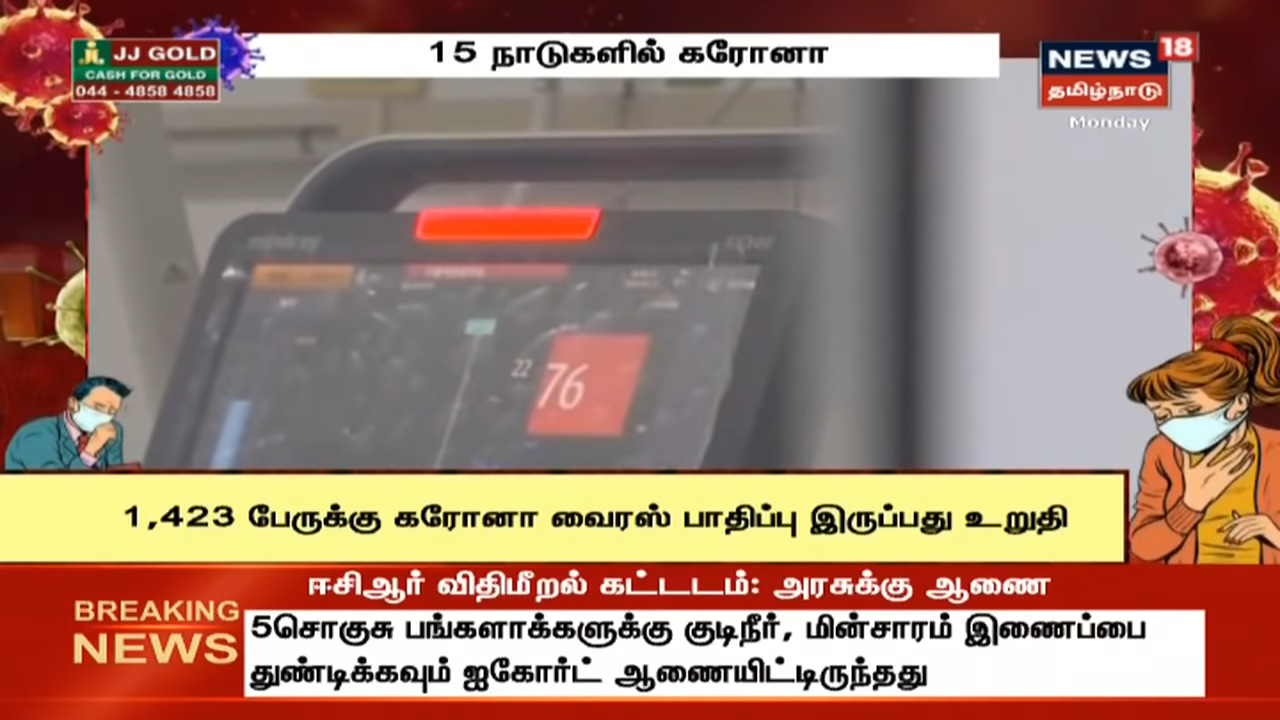 JJ GOLD
CASH FOR GOLD
044 - 4858 4858
15 நாடுகளில் கரோனா
NEWS 18
தமிழ்நாடு
Monday
22
76
1,423 பேருக்கு கரோனா வைரஸ் பாதிப்பு இருப்பது உறுதி
BREAKING
NEWS
ஈசிஆர் விதிமீறல் கட்டடம்: அரசுக்கு ஆணை
5சொகுசு பங்களாக்களுக்கு குடிநீர், மின்சாரம் இணைப்பை
துண்டிக்கவும் ஐகோர்ட் ஆணையிட்டிருந்தது